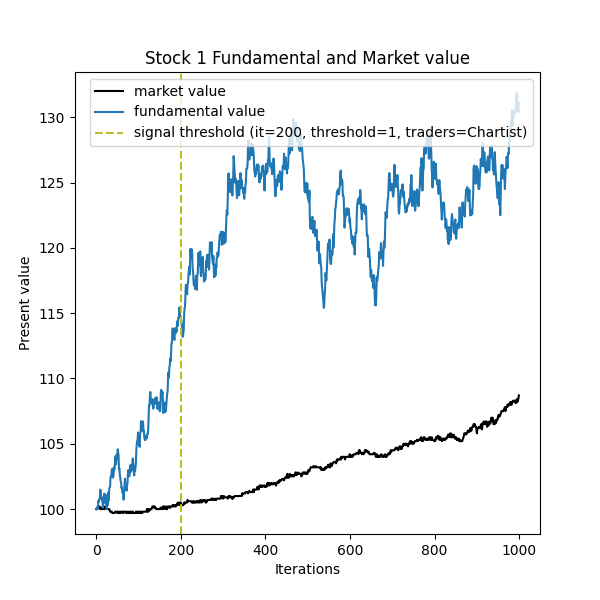 Stock 1 Fundamental and Market value
market value
fundamental value
signal threshold (it=200, threshold=1, traders=Chartist)
Present value
130
125
120
115
110
105
100
0 200 400 600 800 1000
Iterations